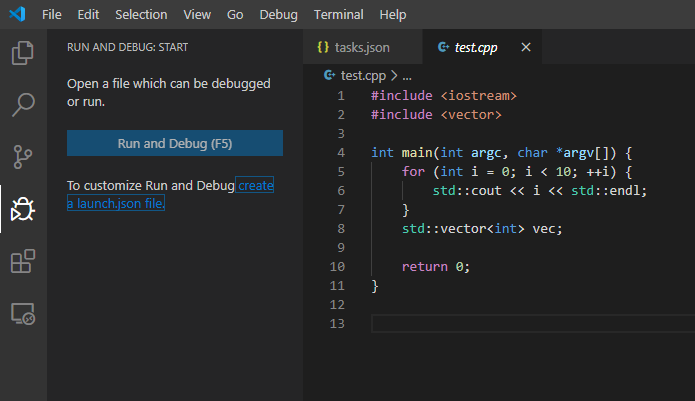 File Edit Selection View Go Debug Terminal Help
RUN AND DEBUG: START
Open a file which can be debugged
or run.
Run and Debug (F5)
To customize Run and Debug create
a launch.json file.
{} tasks.json test.cpp ×
test.cpp > ...
1 #include <iostream>
2 #include <vector>
3
4 int main(int argc, char *argv[]) {
5 for (int i = 0; i < 10; ++i) {
6 std::cout << i << std::endl;
7 }
8 std::vector<int> vec;
9
10 return 0;
11 }
12
13